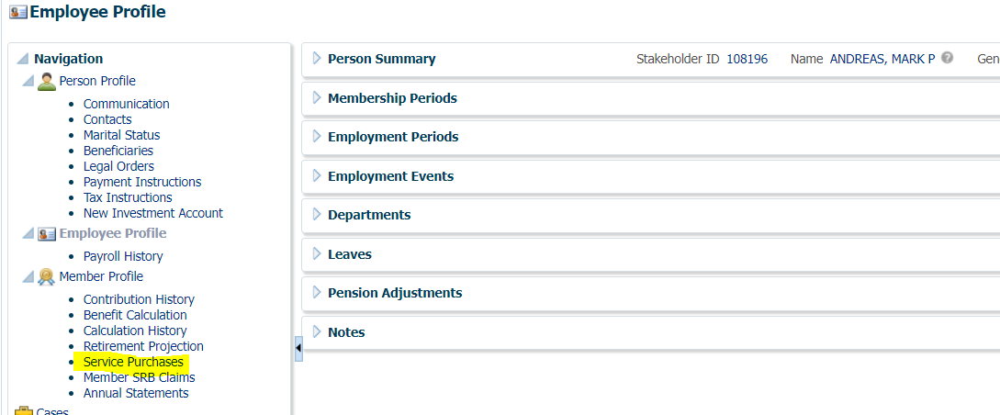 Employee Profile
Navigation
Person Profile
Communication
Contacts
Marital Status
Beneficiaries
Legal Orders
Payment Instructions
Tax Instructions
New Investment Account
Employee Profile
Payroll History
Member Profile
Contribution History
Benefit Calculation
Calculation History
Retirement Projection
Service Purchases
Member SRB Claims
Annual Statements
Cases
Person Summary Stakeholder ID 108196 Name ANDREAS, MARK P ? Gen
Membership Periods
Employment Periods
Employment Events
Departments
Leaves
Pension Adjustments
Notes